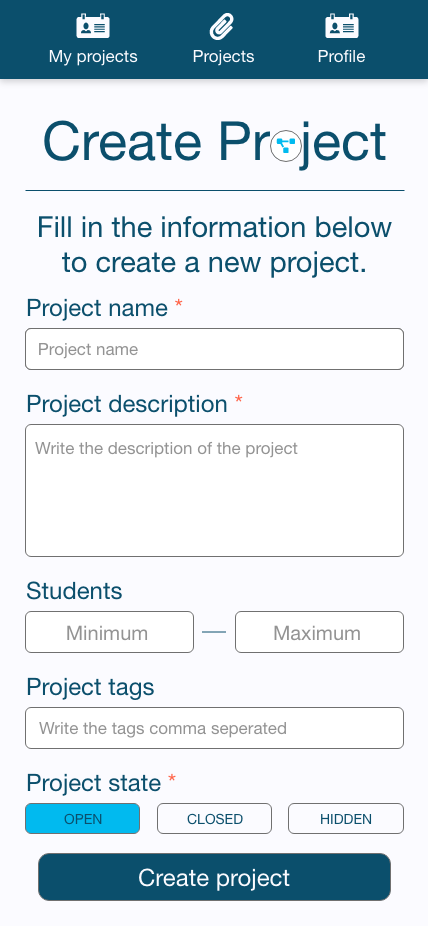 My projects Projects Profile
Create Project
Fill in the information below
to create a new project.
Project name *
Project name
Project description *
Write the description of the project
Students
Minimum — Maximum
Project tags
Write the tags comma seperated
Project state *
OPEN CLOSED HIDDEN
Create project